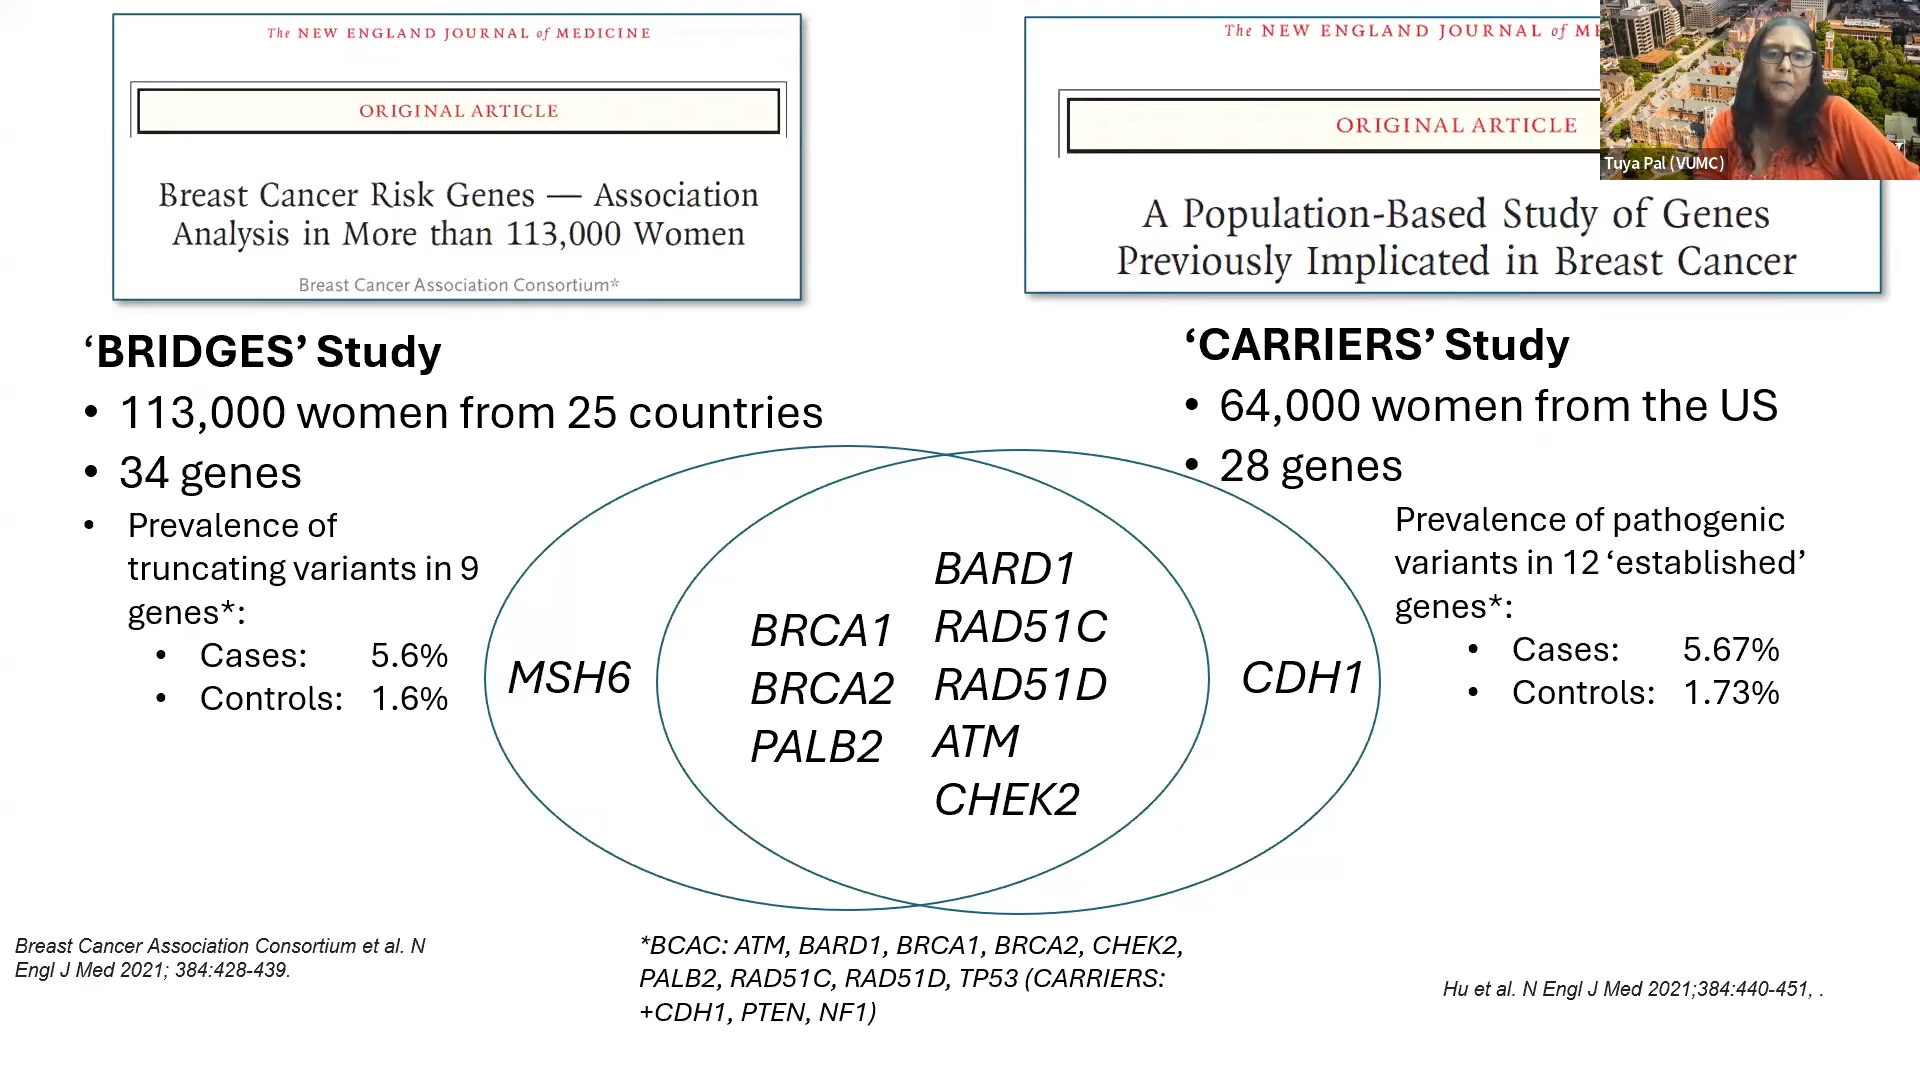 The NEW ENGLAND JOURNAL of MEDICINE
ORIGINAL ARTICLE
Breast Cancer Risk Genes — Association
Analysis in More than 113,000 Women
Breast Cancer Association Consortium*
The NEW ENGLAND JOURNAL of
ORIGINAL ARTICLE
A Population-Based Study of Genes
Previously Implicated in Breast Cancer
Tuya Pal (VUMC)
‘BRIDGES’ Study
• 113,000 women from 25 countries
• 34 genes
• Prevalence of
truncating variants in 9
genes*:
• Cases: 5.6%
• Controls: 1.6%
‘CARRIERS’ Study
• 64,000 women from the US
• 28 genes
Prevalence of pathogenic
variants in 12 ‘established’
genes*:
• Cases: 5.67%
• Controls: 1.73%
MSH6
BRCA1
BRCA2
PALB2
BARD1
RAD51C
RAD51D
ATM
CHEK2
CDH1
Breast Cancer Association Consortium et al. N
Engl J Med 2021; 384:428-439.
*BCAC: ATM, BARD1, BRCA1, BRCA2, CHEK2,
PALB2, RAD51C, RAD51D, TP53 (CARRIERS:
+CDH1, PTEN, NF1)
Hu et al. N Engl J Med 2021;384:440-451, .